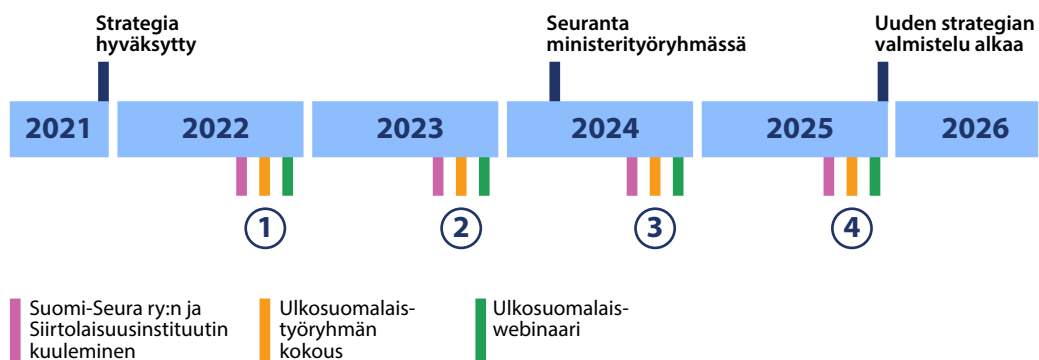 Strategia
hyväksytty
Seuranta
ministerityöryhmässä
Uuden strategian
valmistelu alkaa
2021
2022
2023
2024
2025
2026
1
2
3
4
Suomi-Seura ry:n ja
Siirtolaisuusinstituutin
kuuleminen
Ulkosuomalais-
työryhmän
kokous
Ulkosuomalais-
webinaari